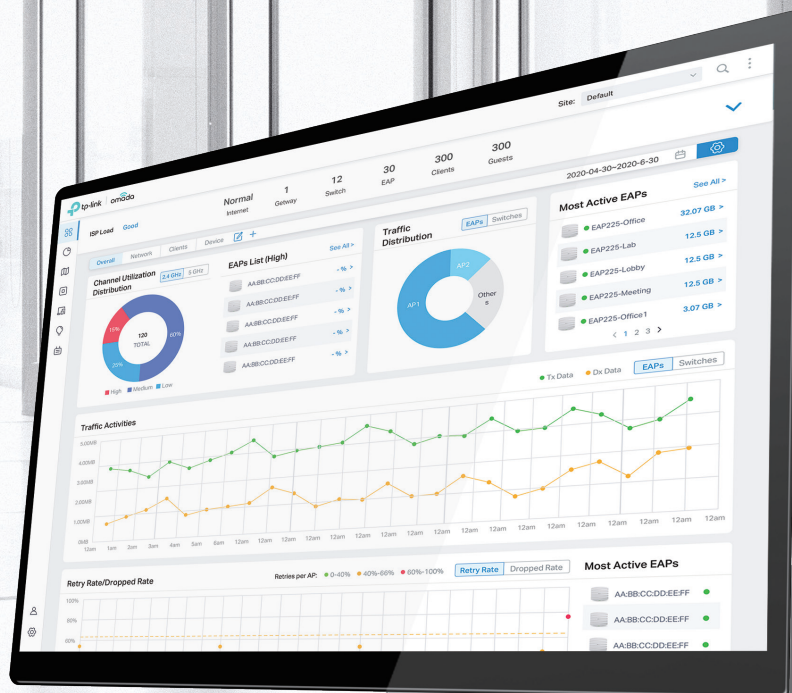 tp-link omada
Site: Default
Normal
Internet
1
Getway
12
Switch
30
EAP
300
Clients
300
Guests
ISP Load Good
2020-04-30~2020-6-30
Overall Network Clients Device
Channel Utilization
Distribution
2.4 GHz 5 GHz
15%
60%
25%
120
TOTAL
High Medium Low
EAPs List (High)
See All >
AA:BB:CC:DD:EE:FF - % >
AA:BB:CC:DD:EE:FF - % >
AA:BB:CC:DD:EE:FF - % >
AA:BB:CC:DD:EE:FF - % >
AA:BB:CC:DD:EE:FF - % >
Traffic
Distribution
EAPs Switches
AP2
AP1
Other
s
Most Active EAPs
See All >
EAP225-Office 32.07 GB >
EAP225-Lab 12.5 GB >
EAP225-Lobby 12.5 GB >
EAP225-Meeting 12.5 GB >
EAP225-Office1 3.07 GB >
< 1 2 3 >
Traffic Activities
Tx Data Dx Data EAPs Switches
5.00MB
4.00MB
3.00MB
2.00MB
1.00MB
0MB
12am 1am 2am 3am 4am 5am 6am 12am 12am 12am 12am 12am 12am 12am 12am 12am 12am 12am 12am 12am 12am 12am 12am 12am
Retry Rate/Dropped Rate
Retries per AP: 0-40% 40%-66% 60%-100%
Retry Rate Dropped Rate
100%
80%
60%
Most Active EAPs
AA:BB:CC:DD:EE:FF
AA:BB:CC:DD:EE:FF
AA:BB:CC:DD:EE:FF